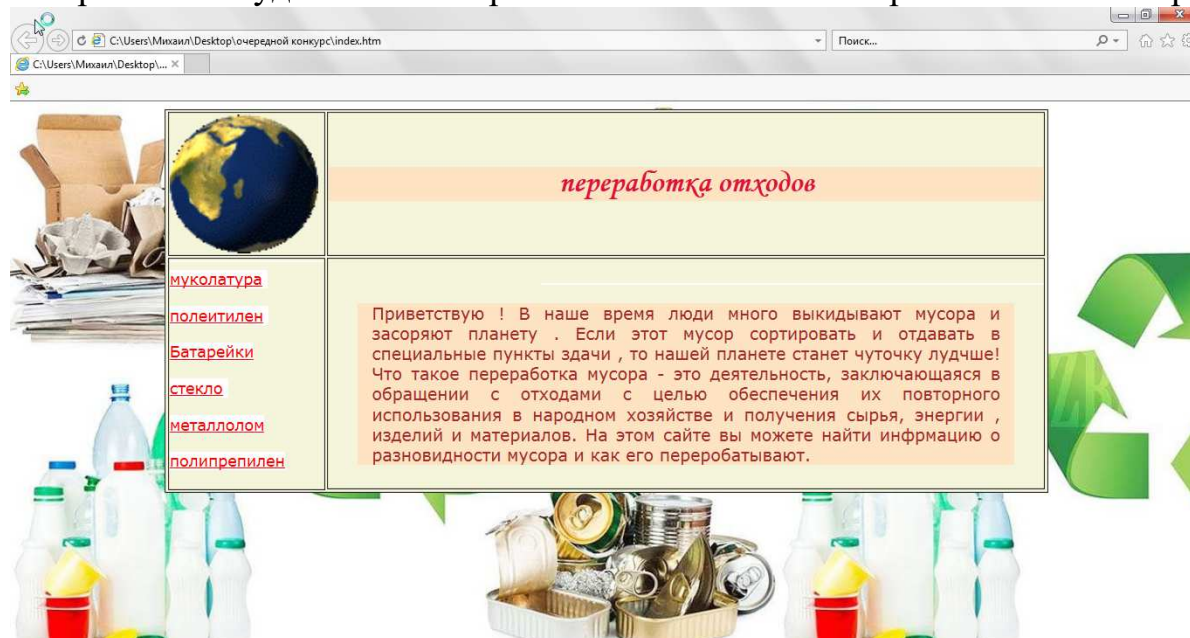 C:\Users\Михаил\Desktop\очередной конкурс\index.htm
Поиск...
C:\Users\Михаил\Desktop\...
переработка отходов
муколатура
полеитилен
Батарейки
стекло
металлолом
полипрепилен
Приветствую ! В наше время люди много выкидывают мусора и
засоряют планету . Если этот мусор сортировать и отдавать в
специальные пункты здачи , то нашей планете станет чуточку лудчше!
Что такое переработка мусора - это деятельность, заключающаяся в
обращении с отходами с целью обеспечения их повторного
использования в народном хозяйстве и получения сырья, энергии ,
изделий и материалов. На этом сайте вы можете найти инфрмацию о
разновидности мусора и как его переробатывают.